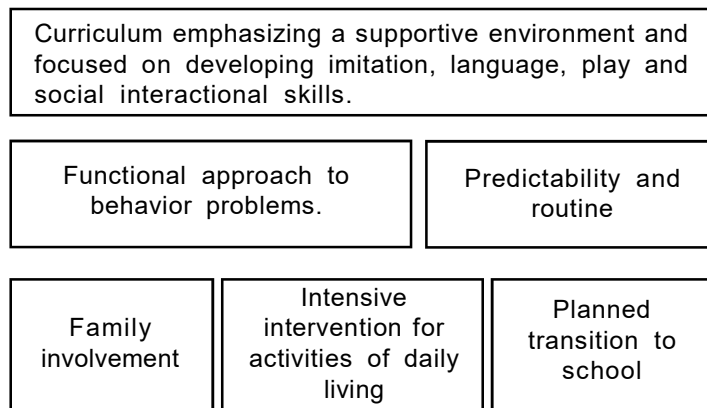 Curriculum emphasizing a supportive environment and
focused on developing imitation, language, play and
social interactional skills.
Functional approach to
behavior problems.
Predictability and
routine
Family
involvement
Intensive
intervention for
activities of daily
living
Planned
transition to
school